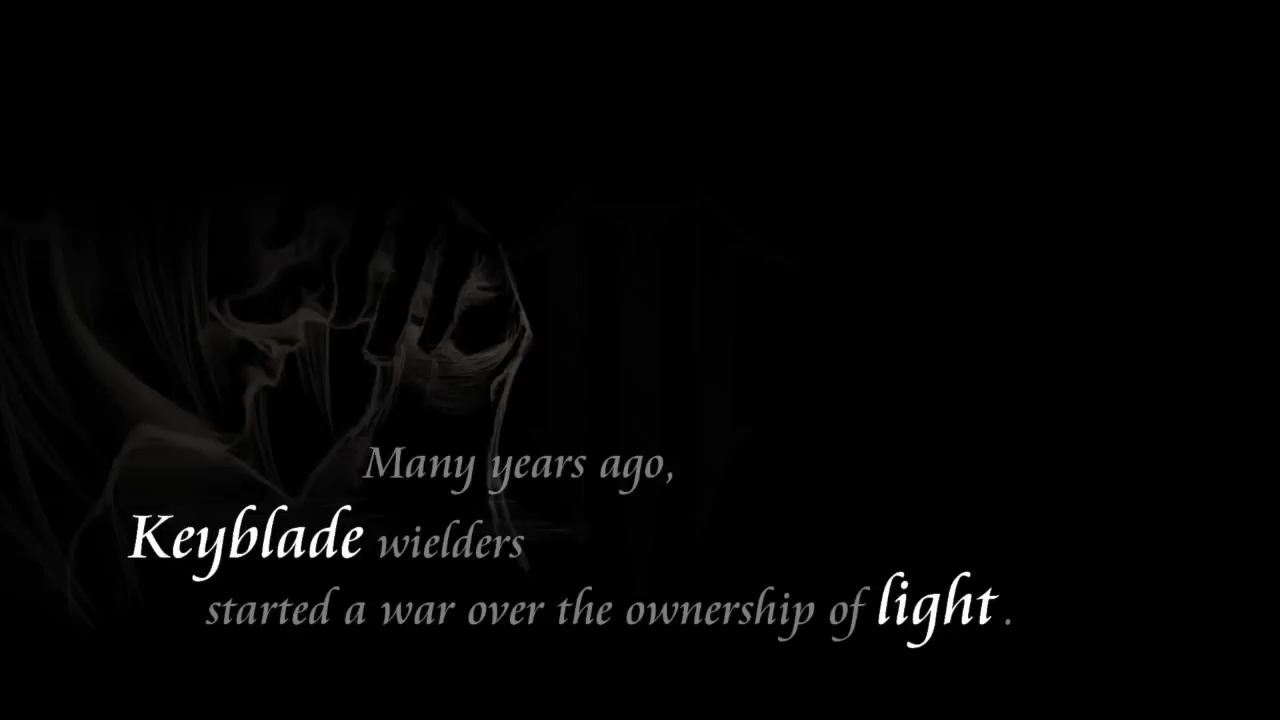 Many years ago,
Keyblade wielders
started a war over the ownership of light.